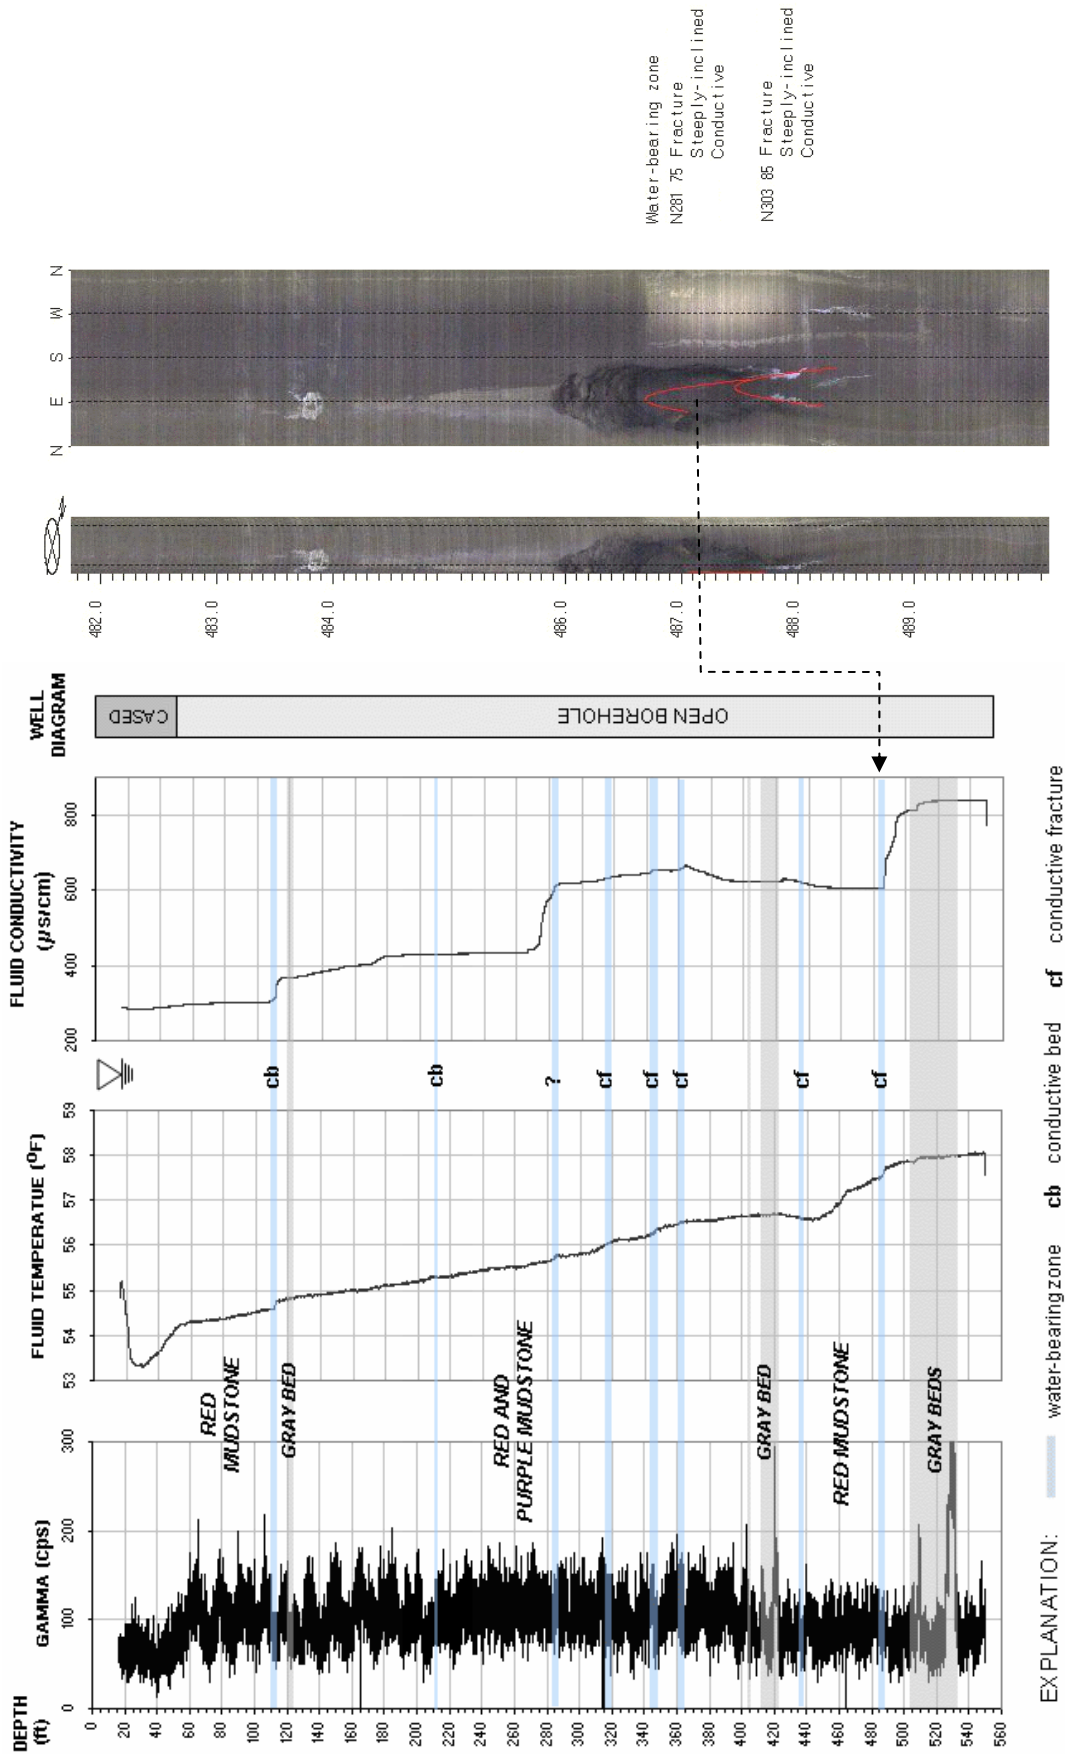 Water-bearing zone
N281 75 Fracture
Steeply-inclined
Conductive
N303 85 Fracture
Steeply-inclined
Conductive
N
E
S
W
N
482.0
483.0
484.0
486.0
487.0
488.0
489.0
WELL
DIAGRAM
CASED
OPEN BOREHOLE
FLUID CONDUCTIVITY
(µs/cm)
800
600
400
200
cb
cb
?
cf
cf
cf
cf
cf
FLUID TEMPERATUE (⁰F)
59
58
57
56
55
54
53
RED
MUDSTONE
GRAY BED
RED AND
PURPLE MUDSTONE
GRAY BED
RED MUDSTONE
GRAY BEDS
GAMMA (cps)
300
200
100
0
DEPTH
(ft)
0
20
40
60
80
100
120
140
160
180
200
220
240
260
280
300
320
340
360
380
400
420
440
460
480
500
520
540
560
EXPLANATION:
water-bearing zone
cb conductive bed
cf conductive fracture